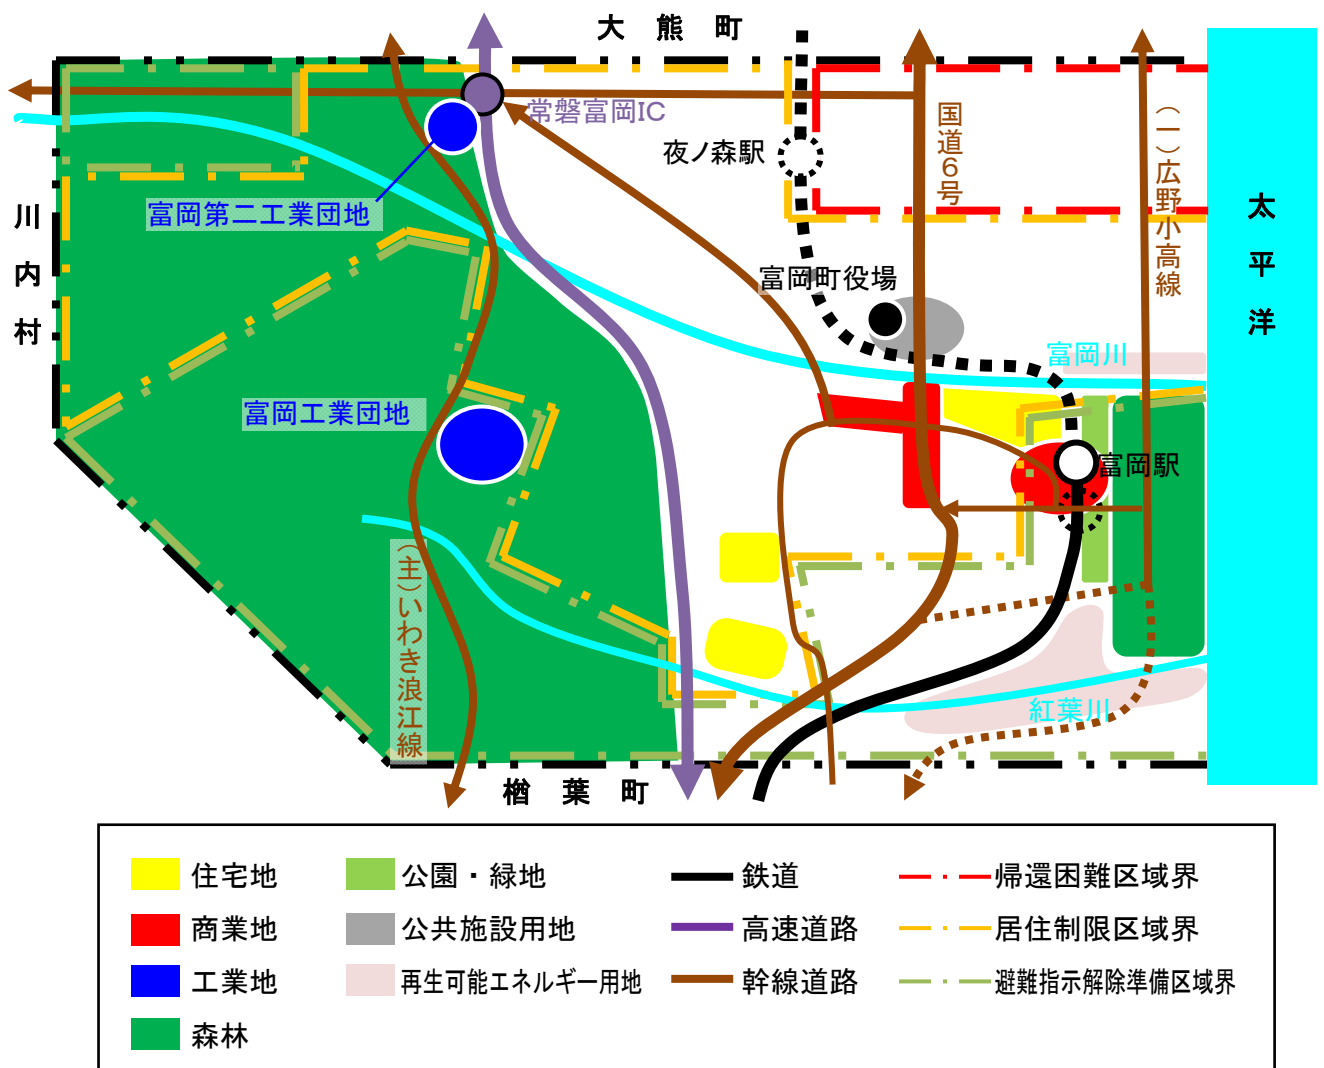 大熊町
常磐富岡IC
国道6号
(一)広野小高線
夜ノ森駅
川内村
富岡第二工業団地
太平洋
富岡町役場
富岡川
富岡工業団地
富岡駅
(主)いわき浪江線
紅葉川
楢葉町
住宅地
公園・緑地
鉄道
帰還困難区域界
商業地
公共施設用地
高速道路
居住制限区域界
工業地
再生可能エネルギー用地
幹線道路
避難指示解除準備区域界
森林